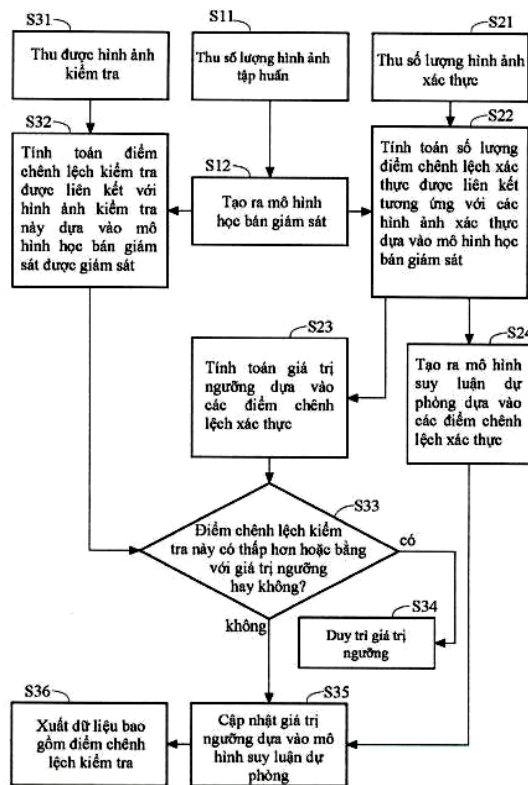 S31
Thu được hình ảnh
kiểm tra
S11
Thu số lượng hình ảnh
tập huấn
S21
Thu số lượng hình ảnh
xác thực
S32
Tính toán điểm
chênh lệch kiểm tra
được liên kết với
hình ảnh kiểm tra
này dựa vào mô
hình học bán giám
sát được giám sát
S12
Tạo ra mô hình
học bán giám sát
S22
Tính toán số lượng
điểm chênh lệch xác
thực được liên kết
tương ứng với các
hình ảnh xác thực
dựa vào mô hình học
bán giám sát
S23
Tính toán giá trị
ngưỡng dựa vào
các điểm chênh
lệch xác thực
S24
Tạo ra mô hình
suy luận dự
phòng dựa vào
các điểm chênh
lệch xác thực
S33
Điểm chênh lệch kiểm
tra này có thấp hơn hoặc bằng
với giá trị ngưỡng
hay không?
có
không
S34
Duy trì giá trị
ngưỡng
S36
Xuất dữ liệu bao
gồm điểm chênh
lệch kiểm tra
S35
Cập nhật giá trị
ngưỡng dựa vào mô
hình suy luận dự
phòng